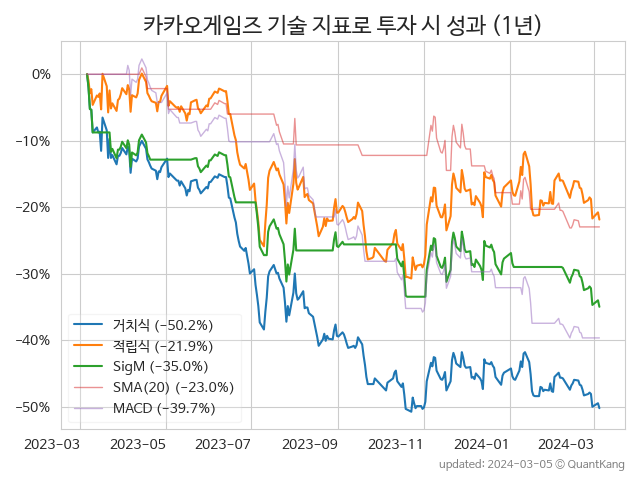 카카오게임즈 기술 지표로 투자 시 성과 (1년)
0%
−10%
−20%
−30%
−40%
−50%
거치식 (−50.2%)
적립식 (−21.9%)
SigM (−35.0%)
SMA(20) (−23.0%)
MACD (−39.7%)
2023−03 2023−05 2023−07 2023−09 2023−11 2024−01 2024−03
updated: 2024−03−05 © QuantKang